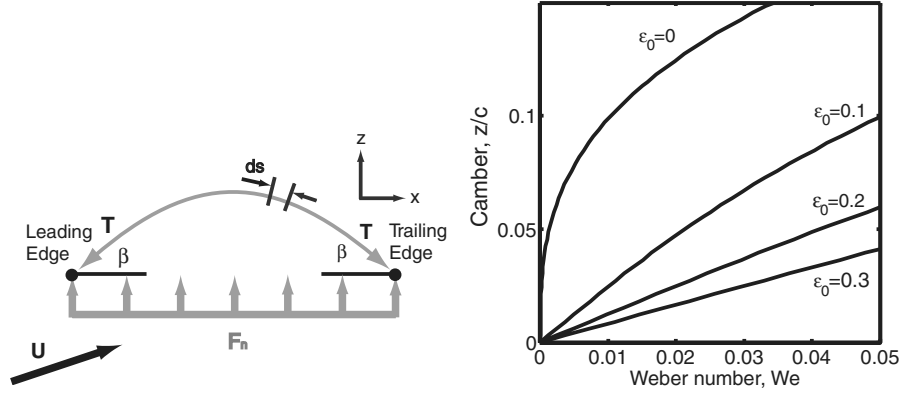 z
x
ds
T
T
Leading
Edge
Trailing
Edge
β
β
Fₙ
U
Camber, z/c
0.1
0.05
0
ε₀=0
ε₀=0.1
ε₀=0.2
ε₀=0.3
0 0.01 0.02 0.03 0.04 0.05
Weber number, We